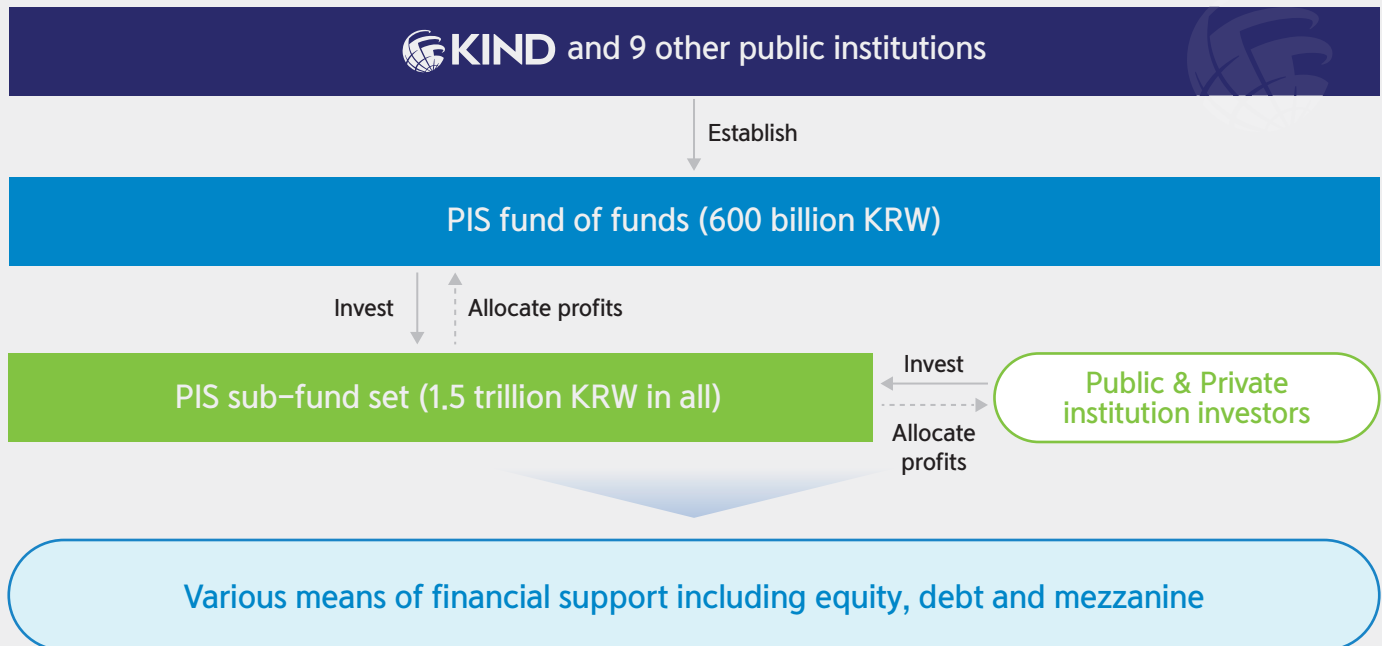 KIND and 9 other public institutions
Establish
PIS fund of funds (600 billion KRW)
Invest
Allocate profits
PIS sub-fund set (1.5 trillion KRW in all)
Invest
Allocate
profits
Public & Private
institution investors
Various means of financial support including equity, debt and mezzanine